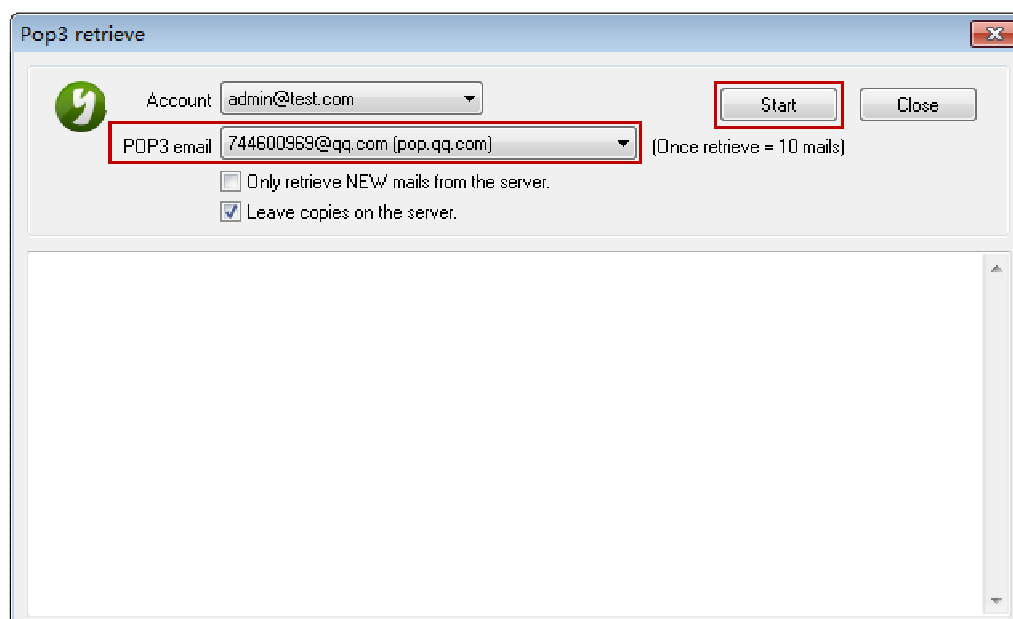 Pop3 retrieve
Account admin@test.com Start Close
POP3 email 744600969@qq.com (pop.qq.com) (Once retrieve = 10 mails)
Only retrieve NEW mails from the server.
Leave copies on the server.